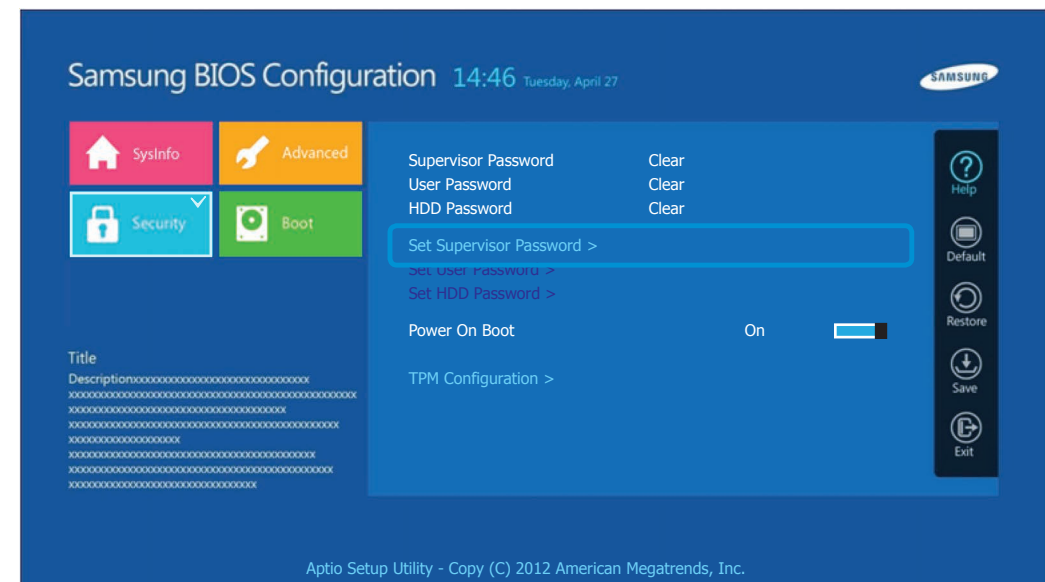 Samsung BIOS Configuration 14:46 Tuesday, April 27
SAMSUNG
SysInfo
Advanced
Security
Boot
Supervisor Password Clear
User Password Clear
HDD Password Clear
Set Supervisor Password >
Set User Password >
Set HDD Password >
Power On Boot On
TPM Configuration >
Help
Default
Restore
Save
Exit
Title
Descriptionxxxxxxxxxxxxxxxxxxxxxxxxxxxxxxx
Aptio Setup Utility - Copy (C) 2012 American Megatrends, Inc.